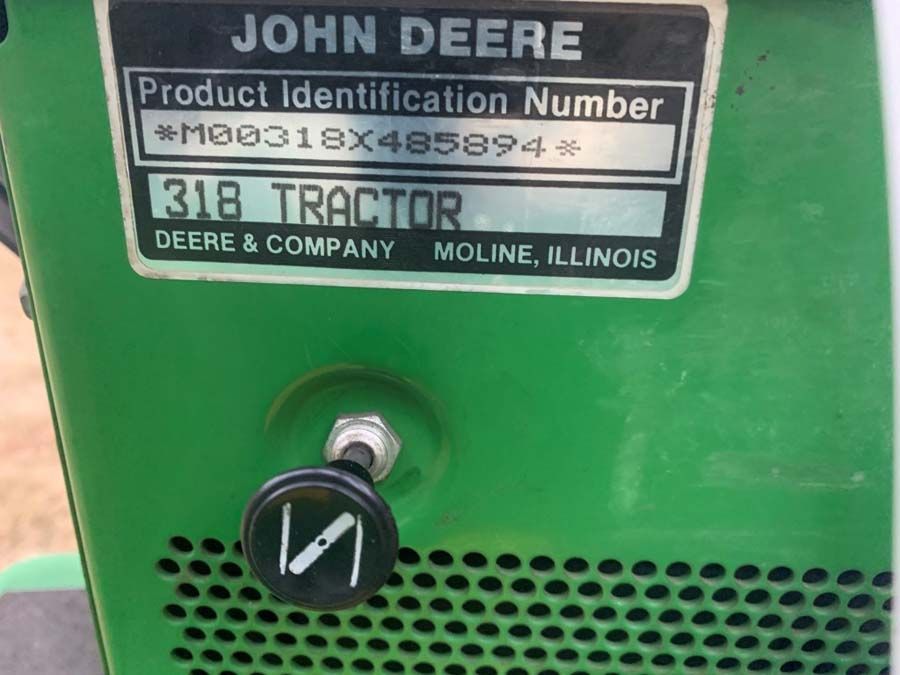 JOHN DEERE
Product Identification Number
*M00318X485894*
318 TRACTOR
DEERE & COMPANY MOLINE, ILLINOIS